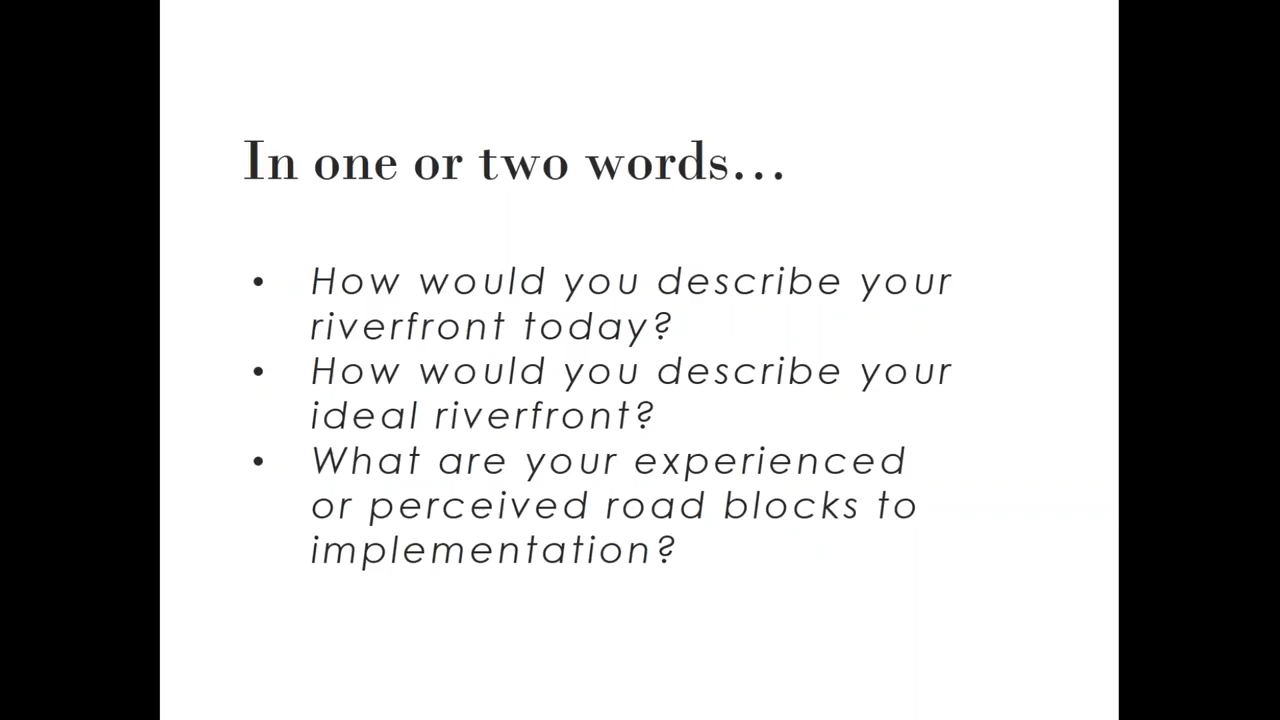 In one or two words…
• How would you describe your
riverfront today?
• How would you describe your
ideal riverfront?
• What are your experienced
or perceived road blocks to
implementation?